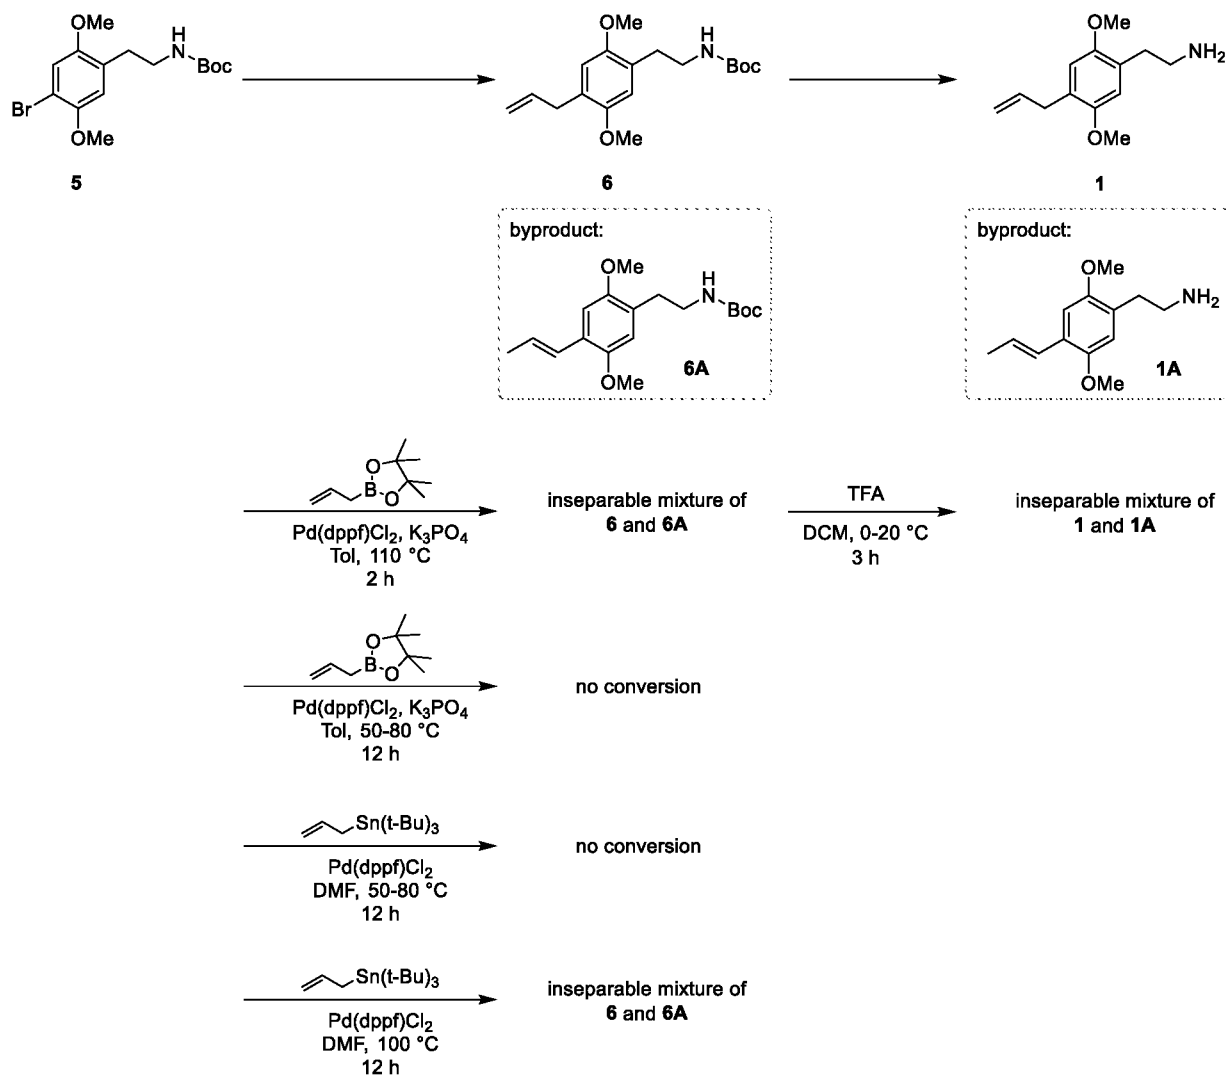 OMe
H
N
Boc
Br
OMe
5
OMe
H
N
Boc
OMe
6
OMe
NH2
OMe
1
byproduct:
OMe
H
N
Boc
OMe
6A
byproduct:
OMe
NH2
OMe
1A
O
B
O
Pd(dppf)Cl2, K3PO4
Tol, 110 °C
2 h
inseparable mixture of
6 and 6A
TFA
DCM, 0-20 °C
3 h
inseparable mixture of
1 and 1A
O
B
O
Pd(dppf)Cl2, K3PO4
Tol, 50-80 °C
12 h
no conversion
Sn(t-Bu)3
Pd(dppf)Cl2
DMF, 50-80 °C
12 h
no conversion
Sn(t-Bu)3
Pd(dppf)Cl2
DMF, 100 °C
12 h
inseparable mixture of
6 and 6A